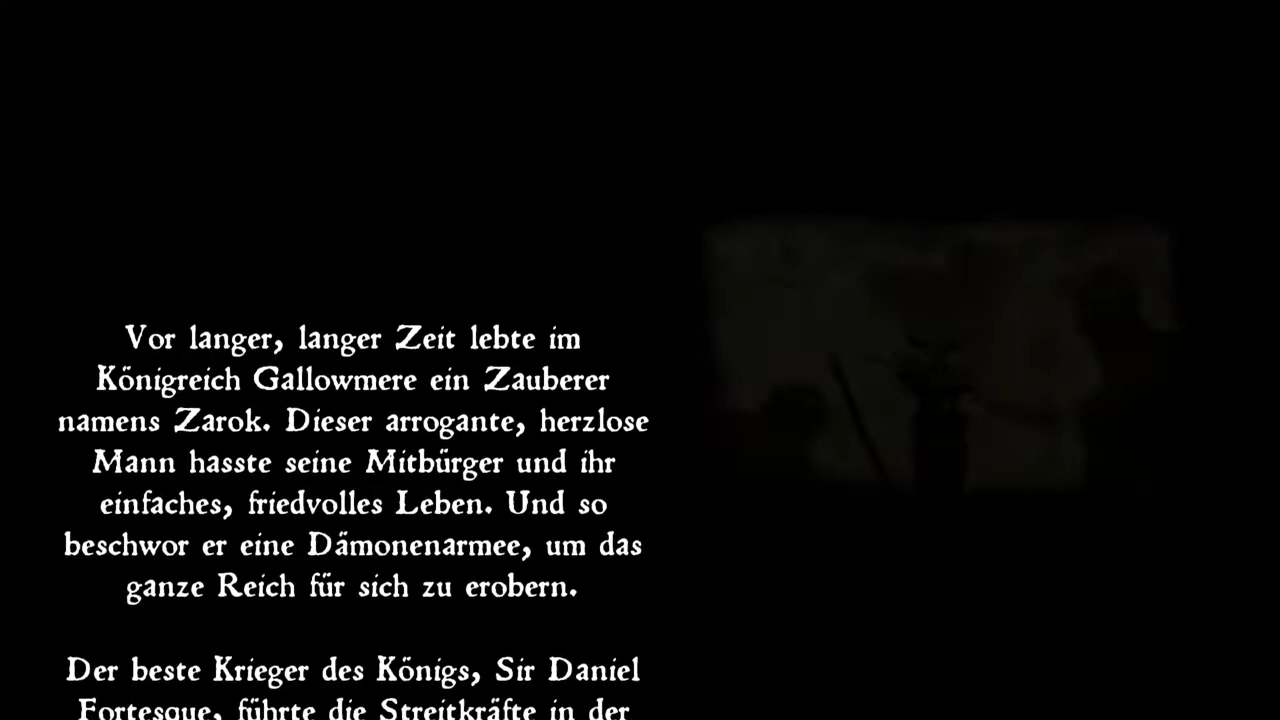 Vor langer, langer Zeit lebte im
Königreich Gallowmere ein Zauberer
namens Zarok. Dieser arrogante, herzlose
Mann hasste seine Mitbürger und ihr
einfaches, friedvolles Leben. Und so
beschwor er eine Dämonenarmee, um das
ganze Reich für sich zu erobern.
Der beste Krieger des Königs, Sir Daniel
Fortesque, führte die Streitkräfte in der